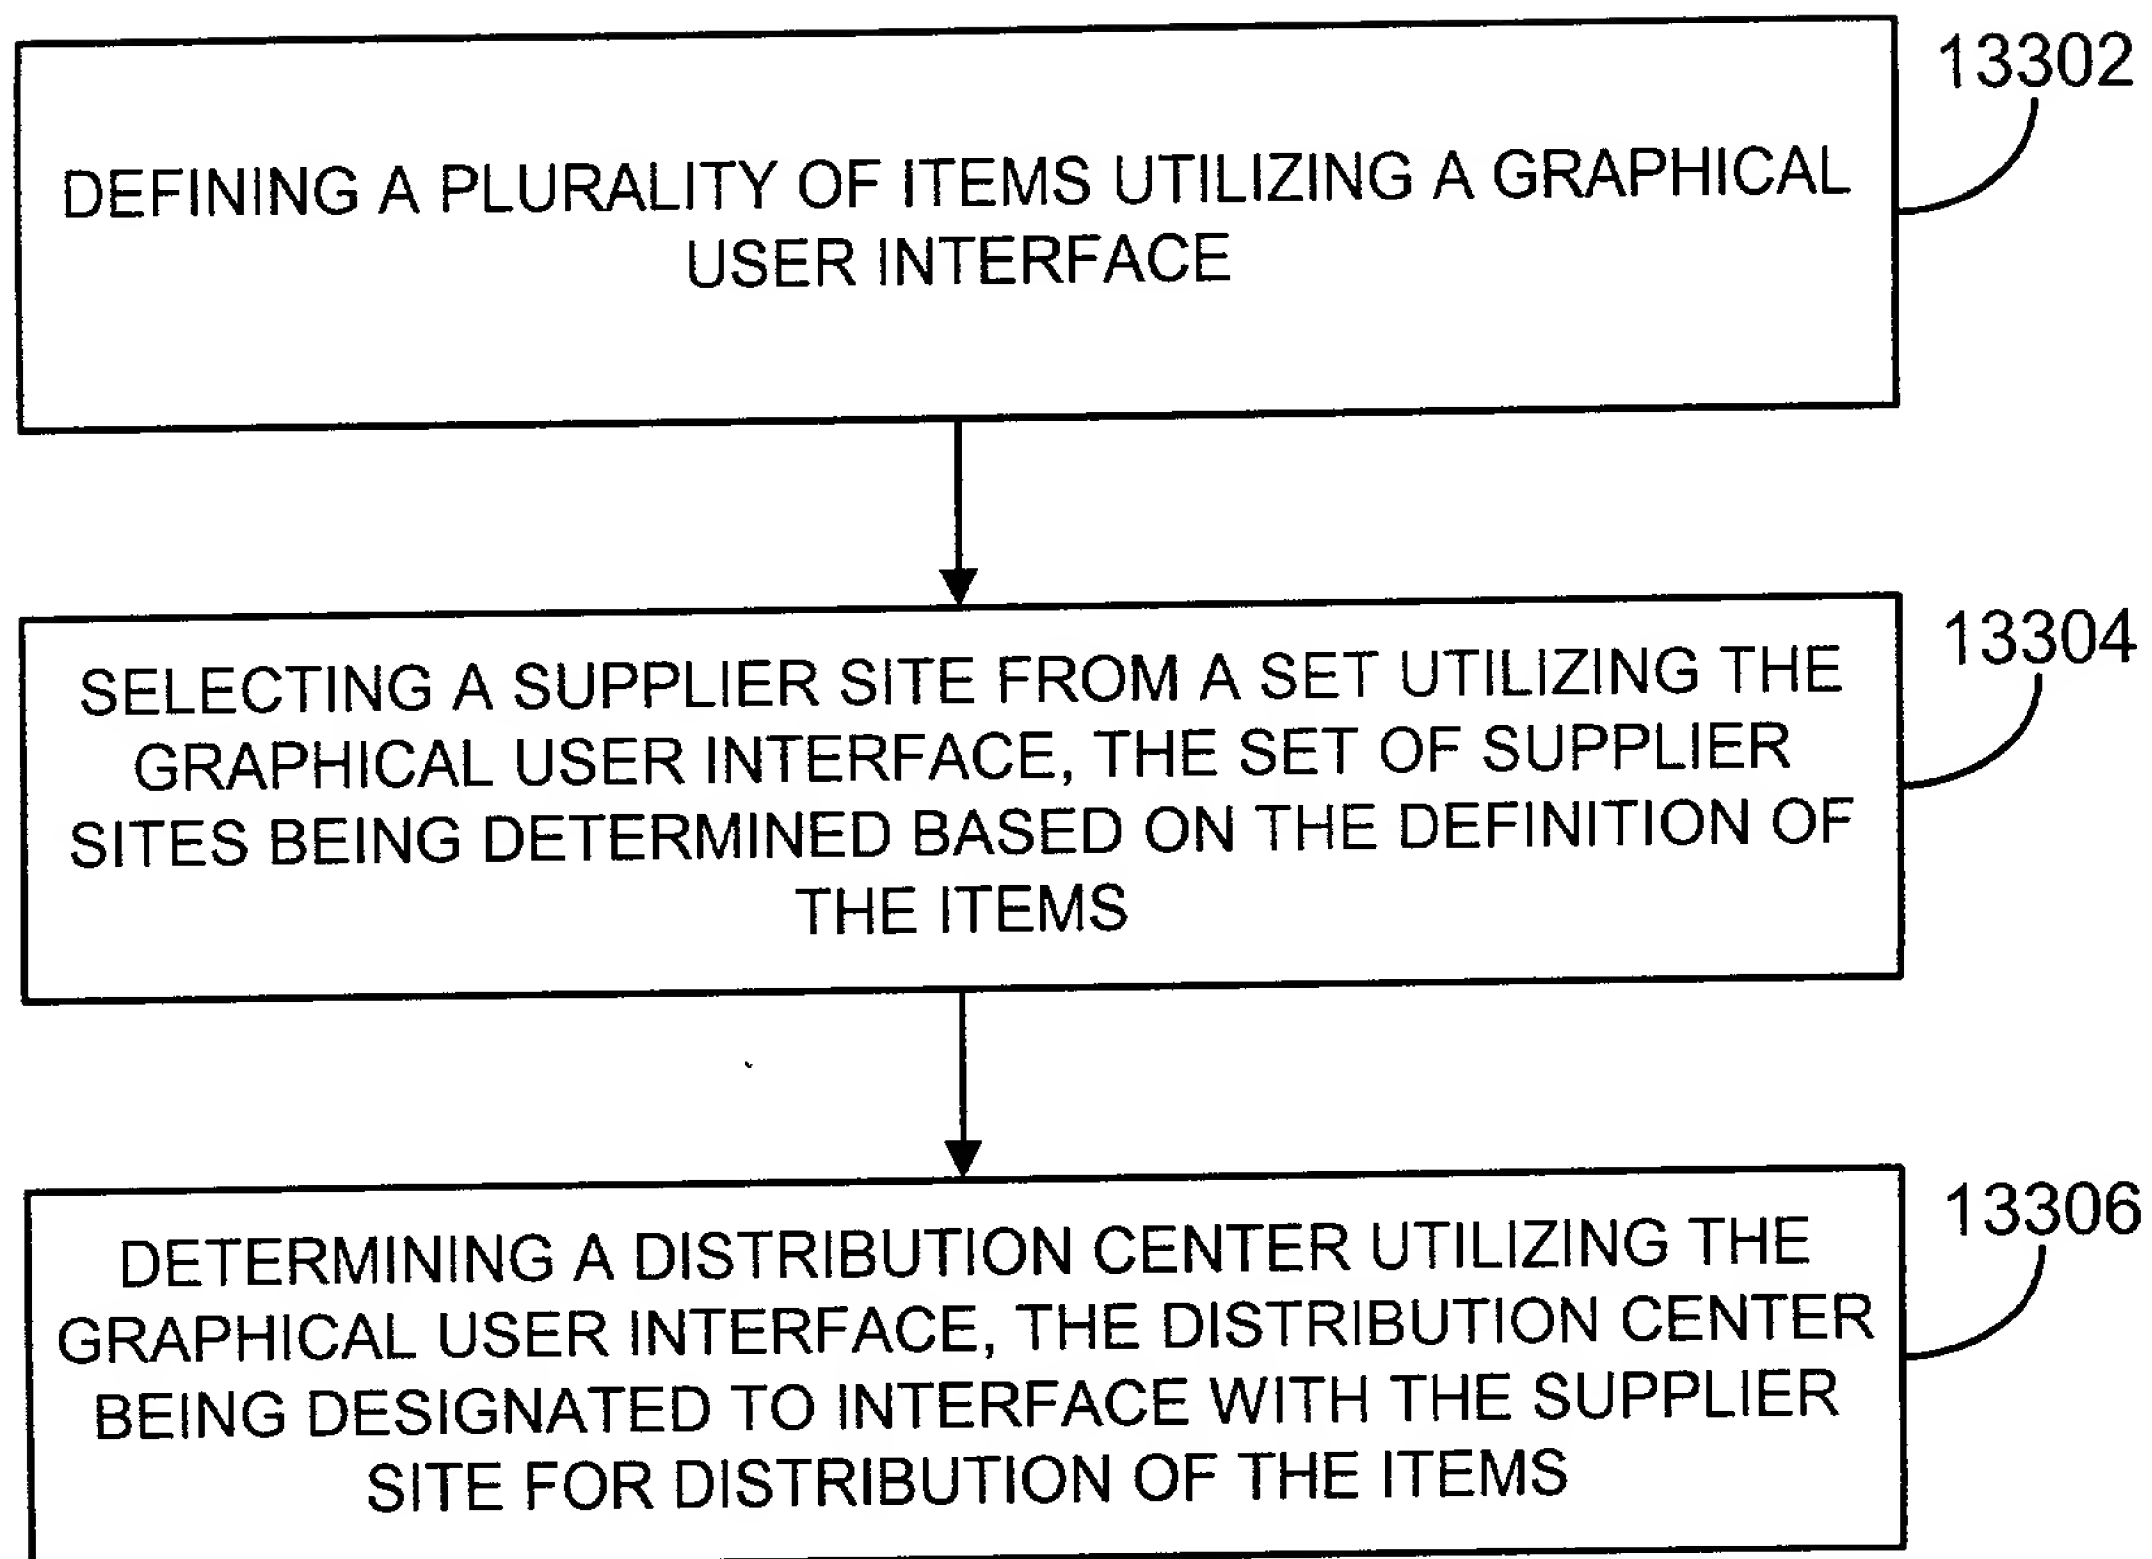 13302
DEFINING A PLURALITY OF ITEMS UTILIZING A GRAPHICAL
USER INTERFACE
13304
SELECTING A SUPPLIER SITE FROM A SET UTILIZING THE
GRAPHICAL USER INTERFACE, THE SET OF SUPPLIER
SITES BEING DETERMINED BASED ON THE DEFINITION OF
THE ITEMS
13306
DETERMINING A DISTRIBUTION CENTER UTILIZING THE
GRAPHICAL USER INTERFACE, THE DISTRIBUTION CENTER
BEING DESIGNATED TO INTERFACE WITH THE SUPPLIER
SITE FOR DISTRIBUTION OF THE ITEMS